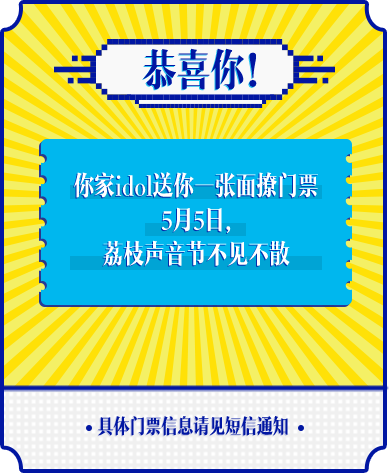 恭喜你!
你家idol送你一张面撩门票
5月5日,
荔枝声音节不见不散
• 具体门票信息请见短信通知 •